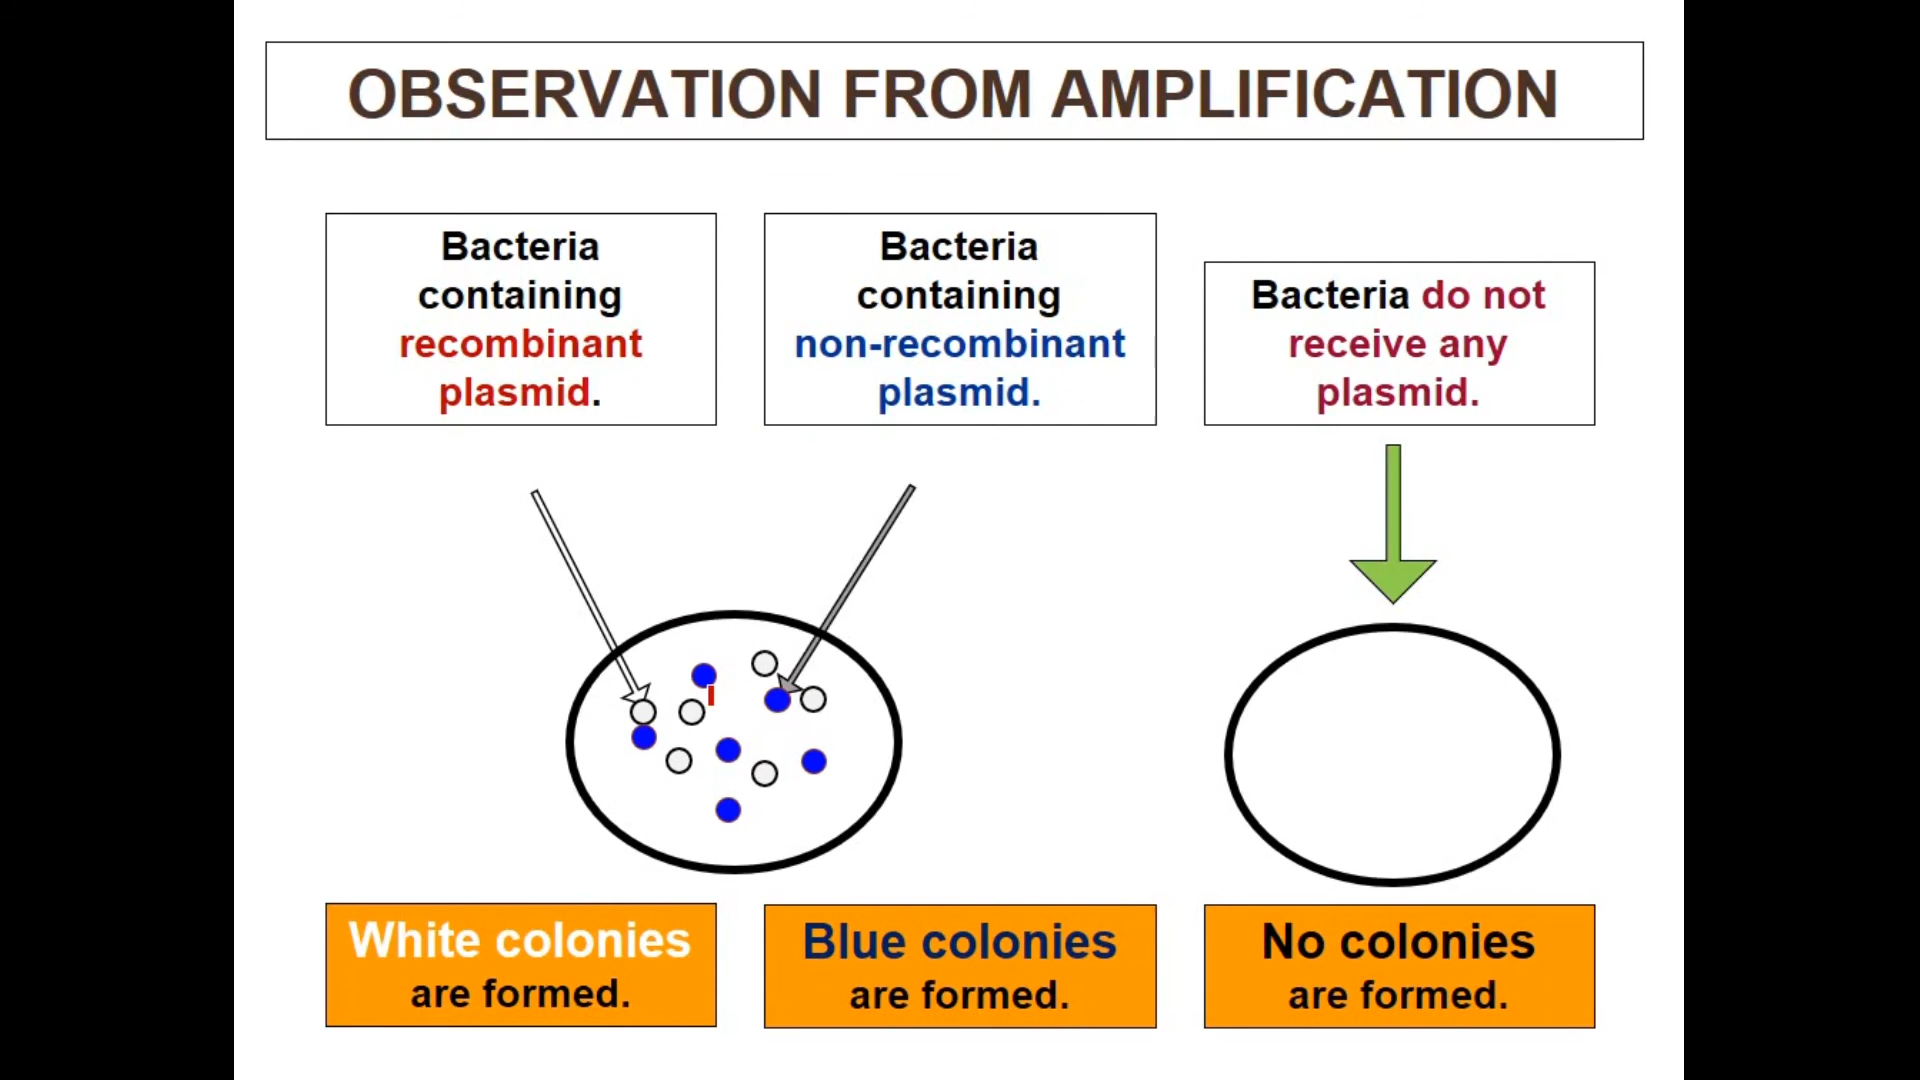 OBSERVATION FROM AMPLIFICATION
Bacteria
containing
recombinant
plasmid.
Bacteria
containing
non-recombinant
plasmid.
Bacteria do not
receive any
plasmid.
White colonies
are formed.
Blue colonies
are formed.
No colonies
are formed.